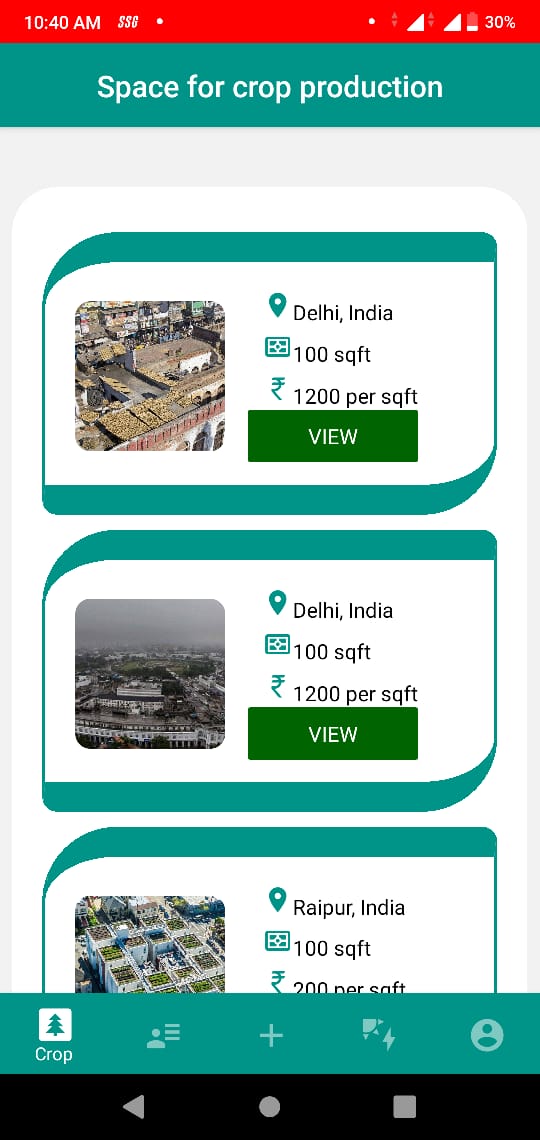 10:40 AM SSG 30%
Space for crop production
Delhi, India
100 sqft
₹ 1200 per sqft
VIEW
Delhi, India
100 sqft
₹ 1200 per sqft
VIEW
Raipur, India
100 sqft
₹ 200 per sqft
Crop